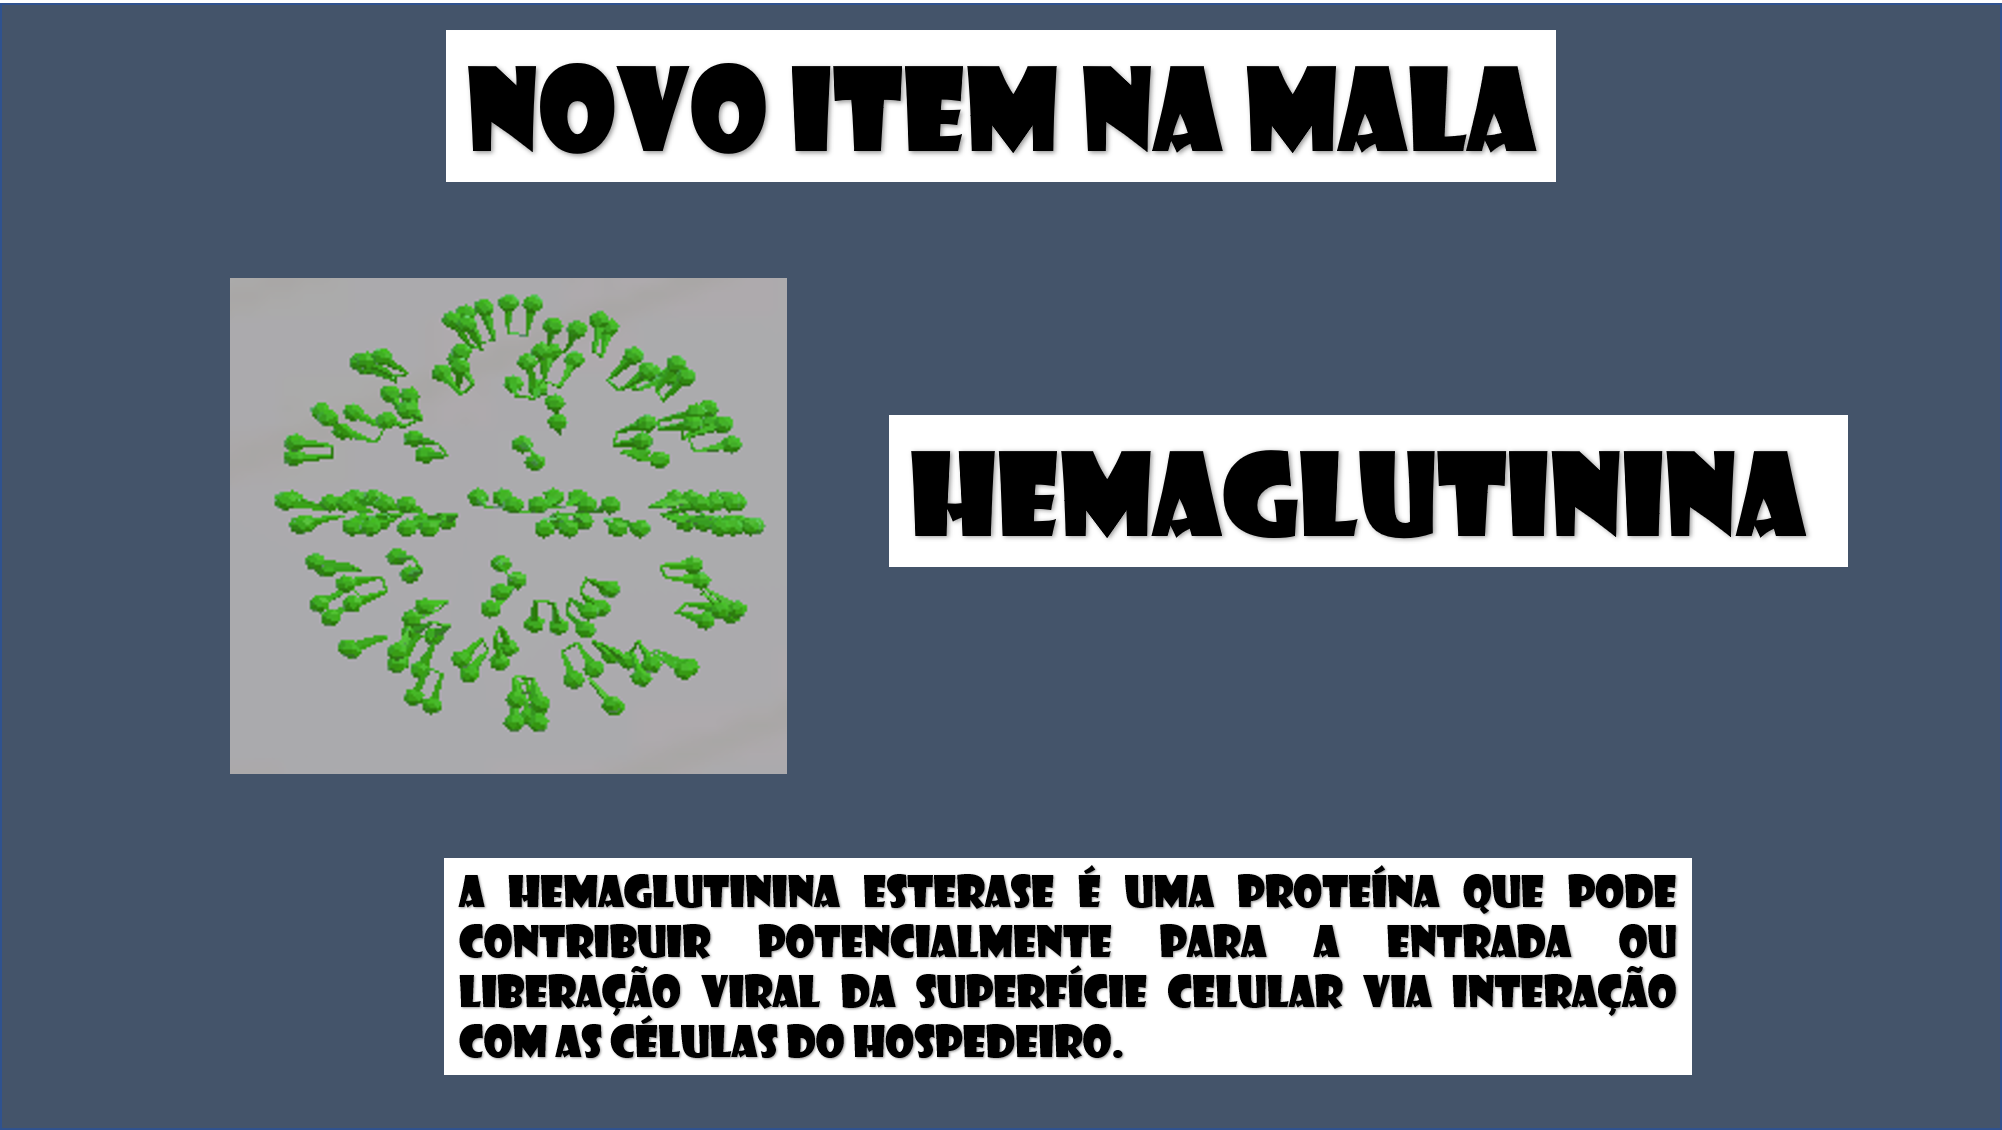 NOVO ITEM NA MALA
HEMAGLUTININA
A HEMAGLUTININA ESTERASE É UMA PROTEÍNA QUE PODE
CONTRIBUIR POTENCIALMENTE PARA A ENTRADA OU
LIBERAÇÃO VIRAL DA SUPERFÍCIE CELULAR VIA INTERAÇÃO
COM AS CÉLULAS DO HOSPEDEIRO.